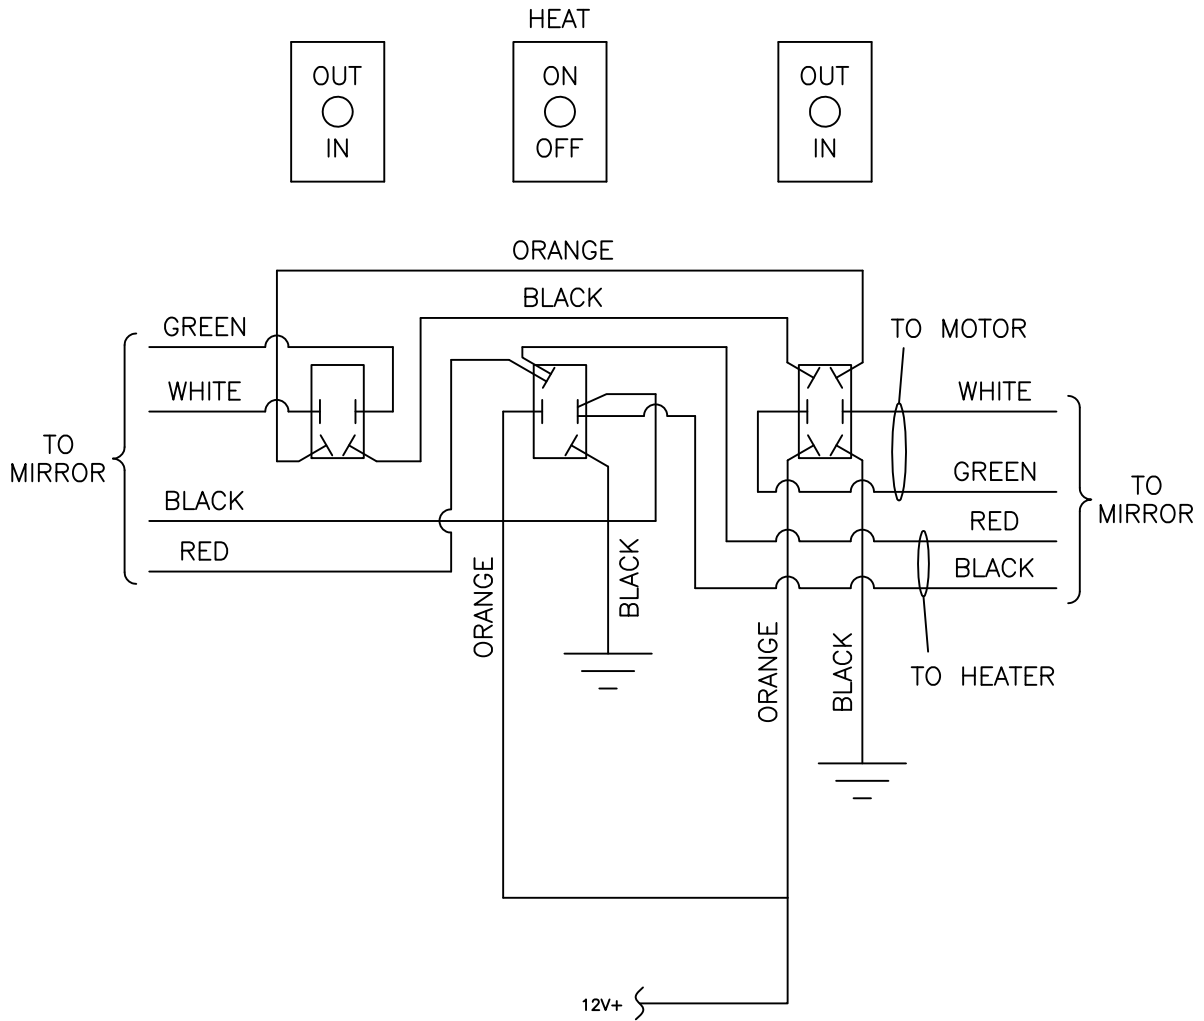 HEAT
OUT
IN
ON
OFF
OUT
IN
ORANGE
BLACK
GREEN
WHITE
TO
MIRROR
BLACK
RED
TO MOTOR
WHITE
GREEN
RED
BLACK
TO
MIRROR
TO HEATER
ORANGE
BLACK
ORANGE
BLACK
12V+